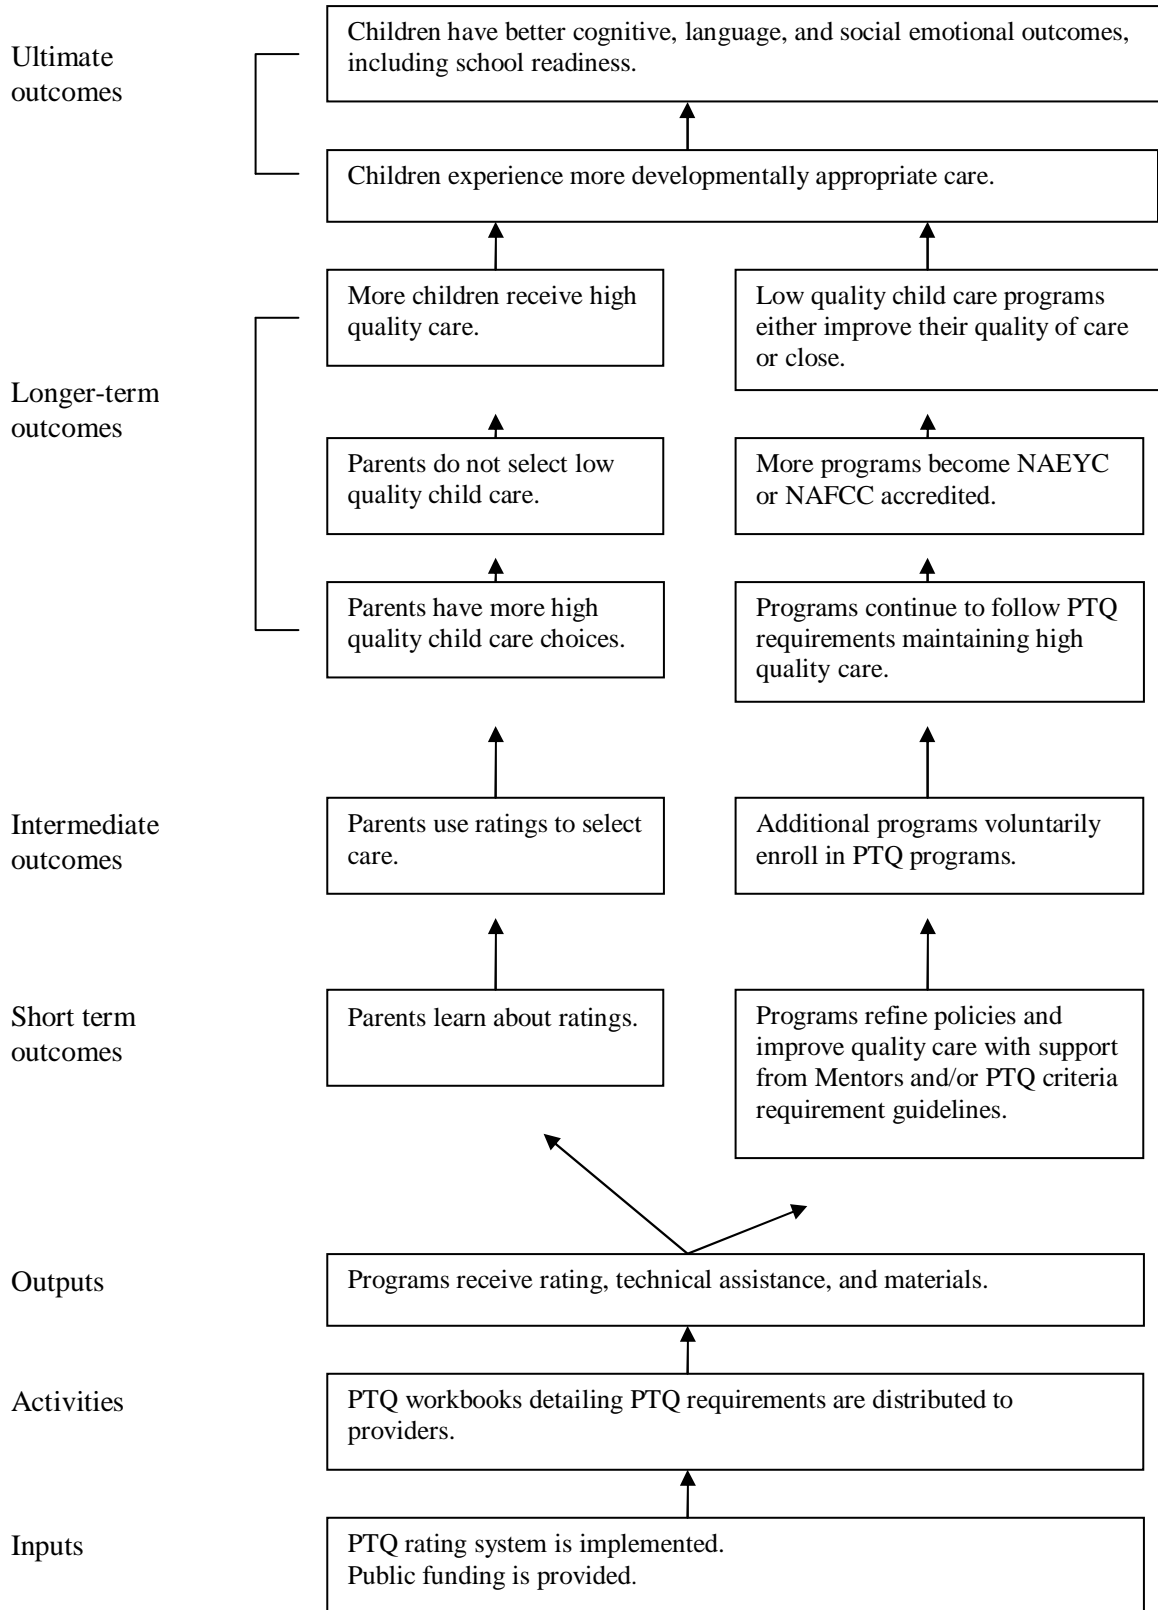 Ultimate
outcomes
Children have better cognitive, language, and social emotional outcomes,
including school readiness.
Children experience more developmentally appropriate care.
Longer-term
outcomes
More children receive high
quality care.
Low quality child care programs
either improve their quality of care
or close.
Parents do not select low
quality child care.
More programs become NAEYC
or NAFCC accredited.
Parents have more high
quality child care choices.
Programs continue to follow PTQ
requirements maintaining high
quality care.
Intermediate
outcomes
Parents use ratings to select
care.
Additional programs voluntarily
enroll in PTQ programs.
Short term
outcomes
Parents learn about ratings.
Programs refine policies and
improve quality care with support
from Mentors and/or PTQ criteria
requirement guidelines.
Outputs
Programs receive rating, technical assistance, and materials.
Activities
PTQ workbooks detailing PTQ requirements are distributed to
providers.
Inputs
PTQ rating system is implemented.
Public funding is provided.